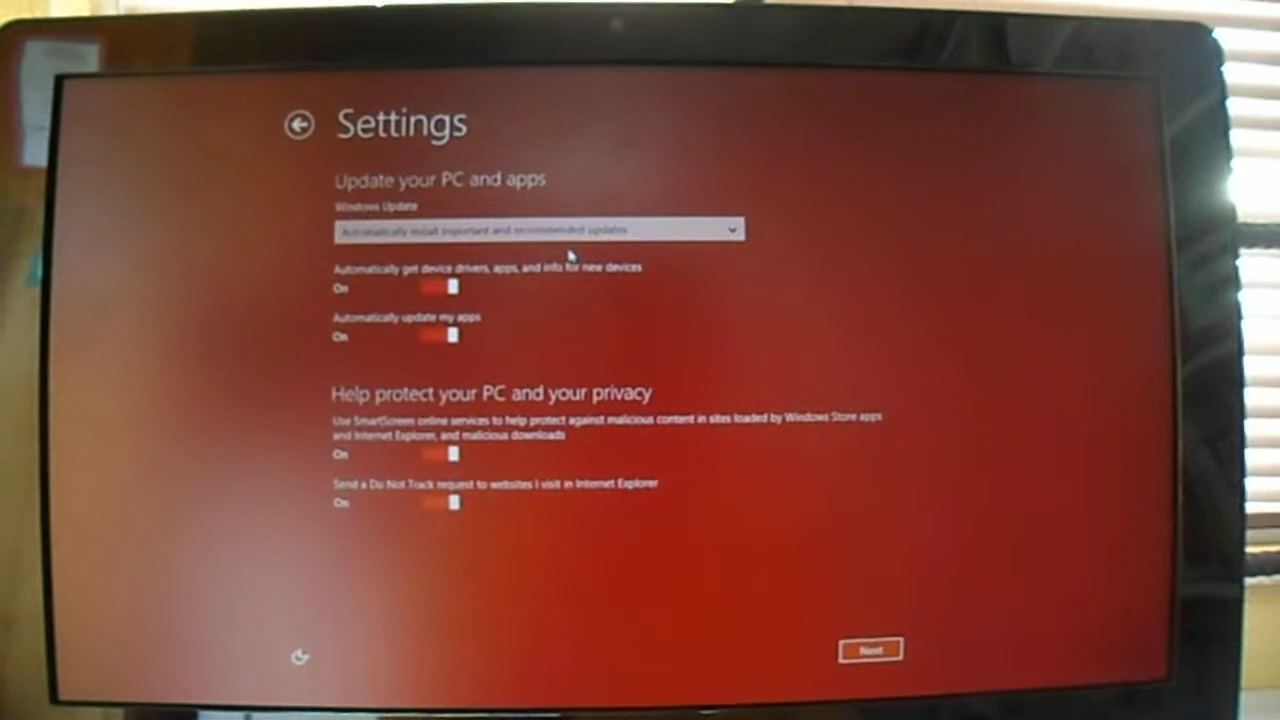 Settings
Update your PC and apps
Windows Update
Automatically install important and recommended updates
Automatically get device drivers, apps, and info for new devices
On
Automatically update my apps
On
Help protect your PC and your privacy
Use SmartScreen online services to help protect against malicious content in sites loaded by Windows Store apps
and Internet Explorer, and malicious downloads
On
Send a Do Not Track request to websites I visit in Internet Explorer
On
Next